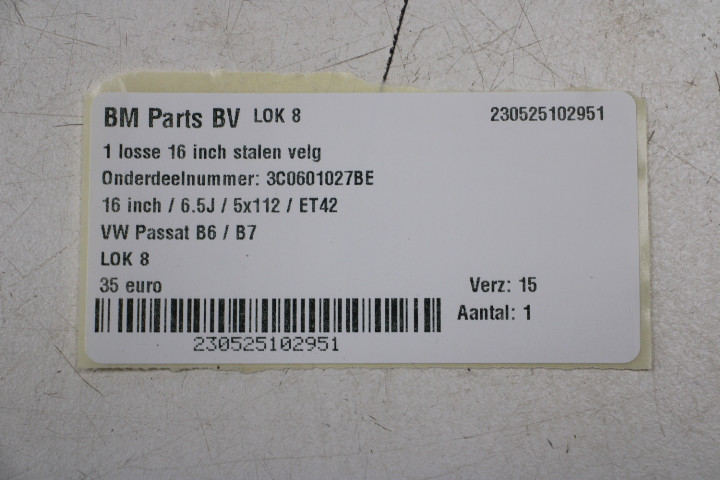 BM Parts BV LOK 8 230525102951
1 losse 16 inch stalen velg
Onderdeelnummer: 3C0601027BE
16 inch / 6.5J / 5x112 / ET42
VW Passat B6 / B7
LOK 8
35 euro Verz: 15
Aantal: 1
230525102951